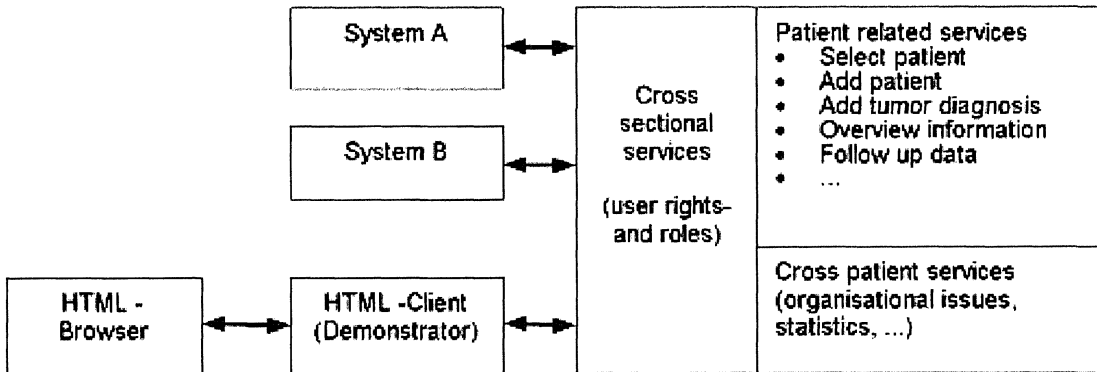 System A
System B
HTML -
Browser
HTML -Client
(Demonstrator)
Cross
sectional
services
(user rights-
and roles)
Patient related services
• Select patient
• Add patient
• Add tumor diagnosis
• Overview information
• Follow up data
• ...
Cross patient services
(organisational issues,
statistics, ...)